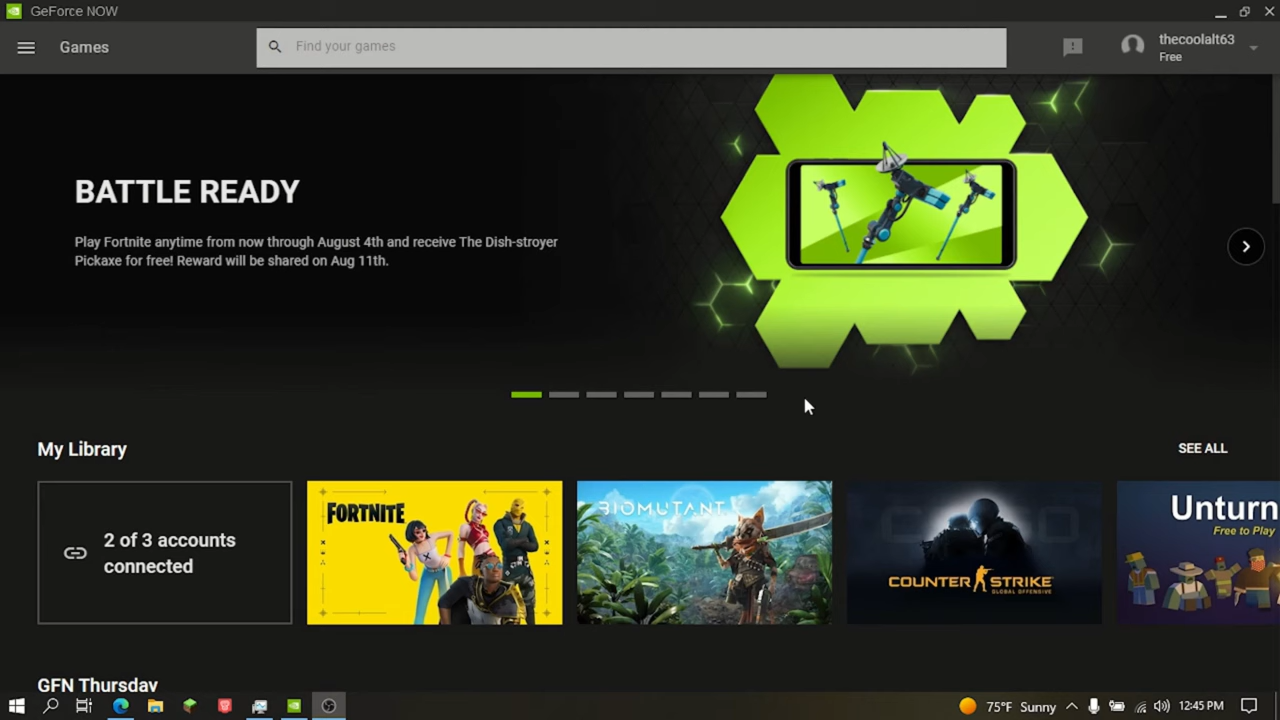 GeForce NOW
Games
Find your games
thecoolalt63
Free
BATTLE READY
Play Fortnite anytime from now through August 4th and receive The Dish-stroyer
Pickaxe for free! Reward will be shared on Aug 11th.
My Library
SEE ALL
2 of 3 accounts
connected
FORTNITE
BIOMUTANT
COUNTER STRIKE
GLOBAL OFFENSIVE
Unturn
Free to Play
GFN Thursday
75°F Sunny
12:45 PM